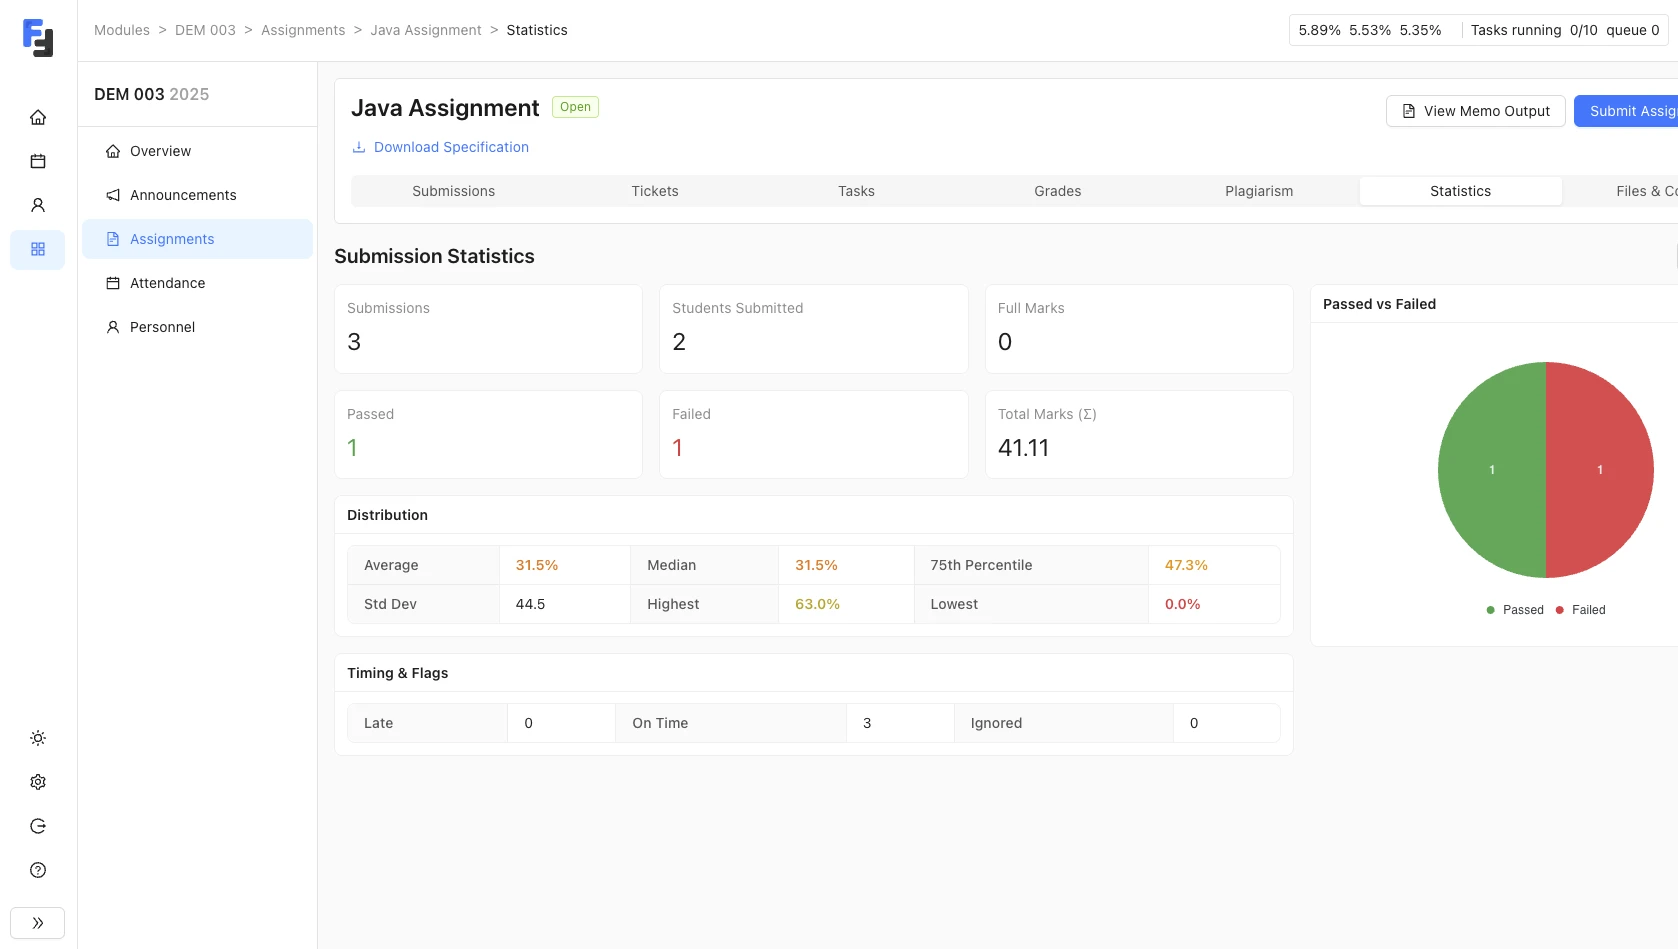 Modules > DEM 003 > Assignments > Java Assignment > Statistics
5.89% 5.53% 5.35% Tasks running 0/10 queue 0
DEM 003 2025
Overview
Announcements
Assignments
Attendance
Personnel
Java Assignment Open
View Memo Output
Submit Assig
Download Specification
Submissions Tickets Tasks Grades Plagiarism Statistics Files & Co
Submission Statistics
Submissions
3
Students Submitted
2
Full Marks
0
Passed
1
Failed
1
Total Marks (Σ)
41.11
Distribution
Average 31.5% Median 31.5% 75th Percentile 47.3%
Std Dev 44.5 Highest 63.0% Lowest 0.0%
Timing & Flags
Late 0 On Time 3 Ignored 0
Passed vs Failed
1 1
Passed Failed